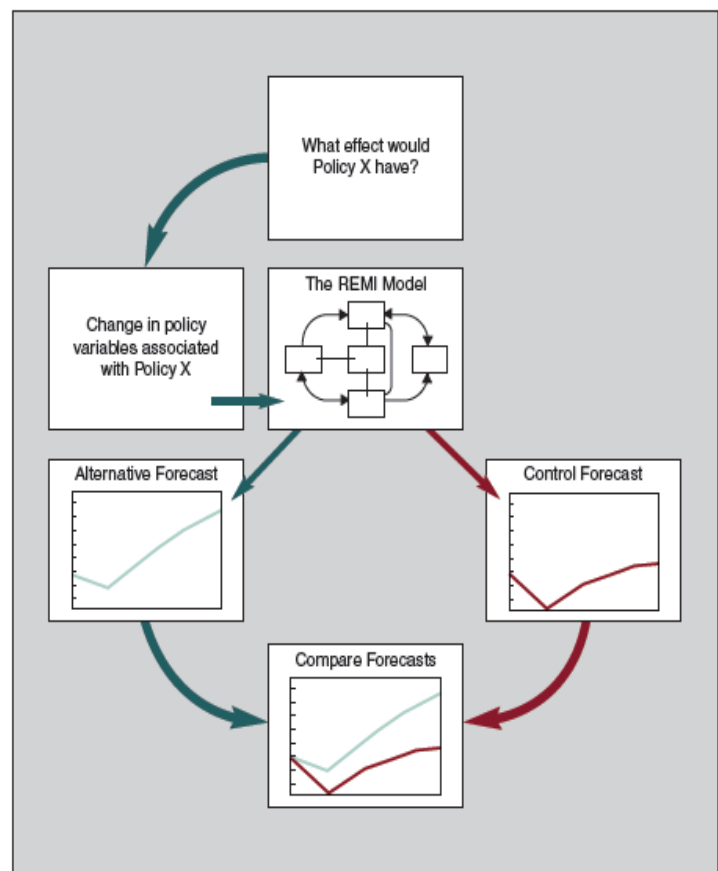 What effect would
Policy X have?
Change in policy
variables associated
with Policy X
The REMI Model
Alternative Forecast
Control Forecast
Compare Forecasts